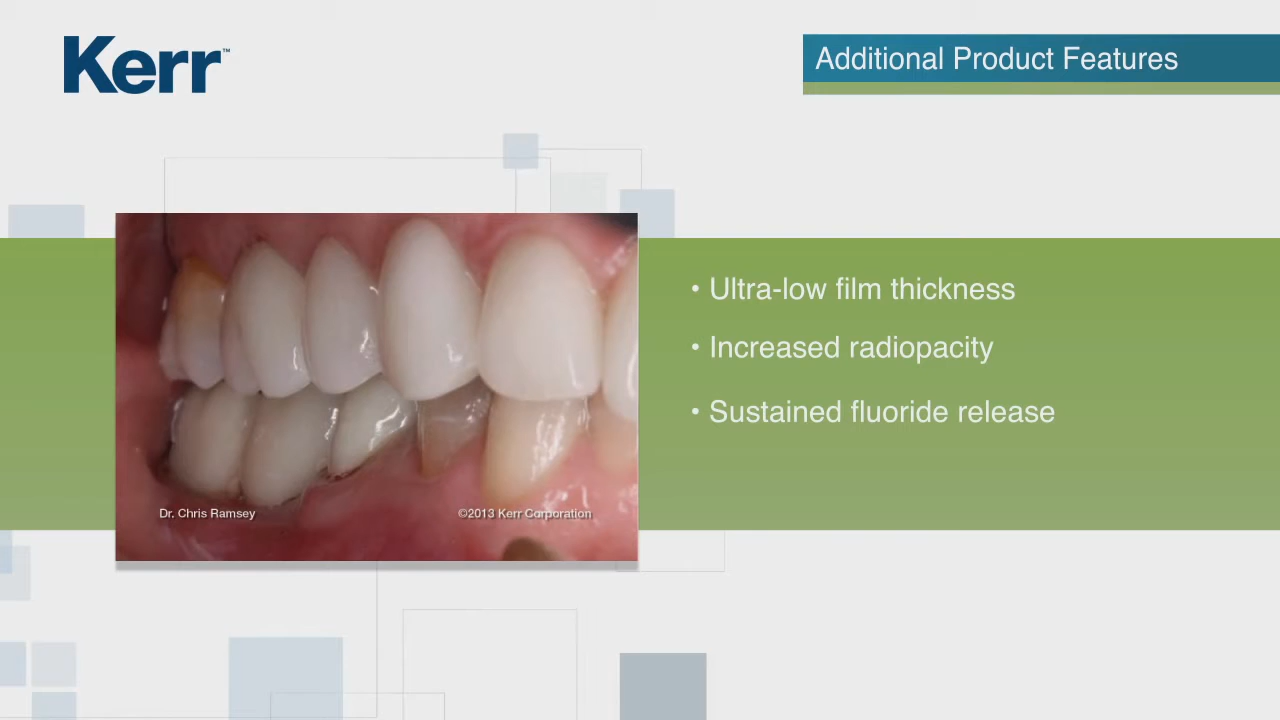 Kerr™
Additional Product Features
• Ultra-low film thickness
• Increased radiopacity
• Sustained fluoride release
Dr. Chris Ramsey
©2013 Kerr Corporation